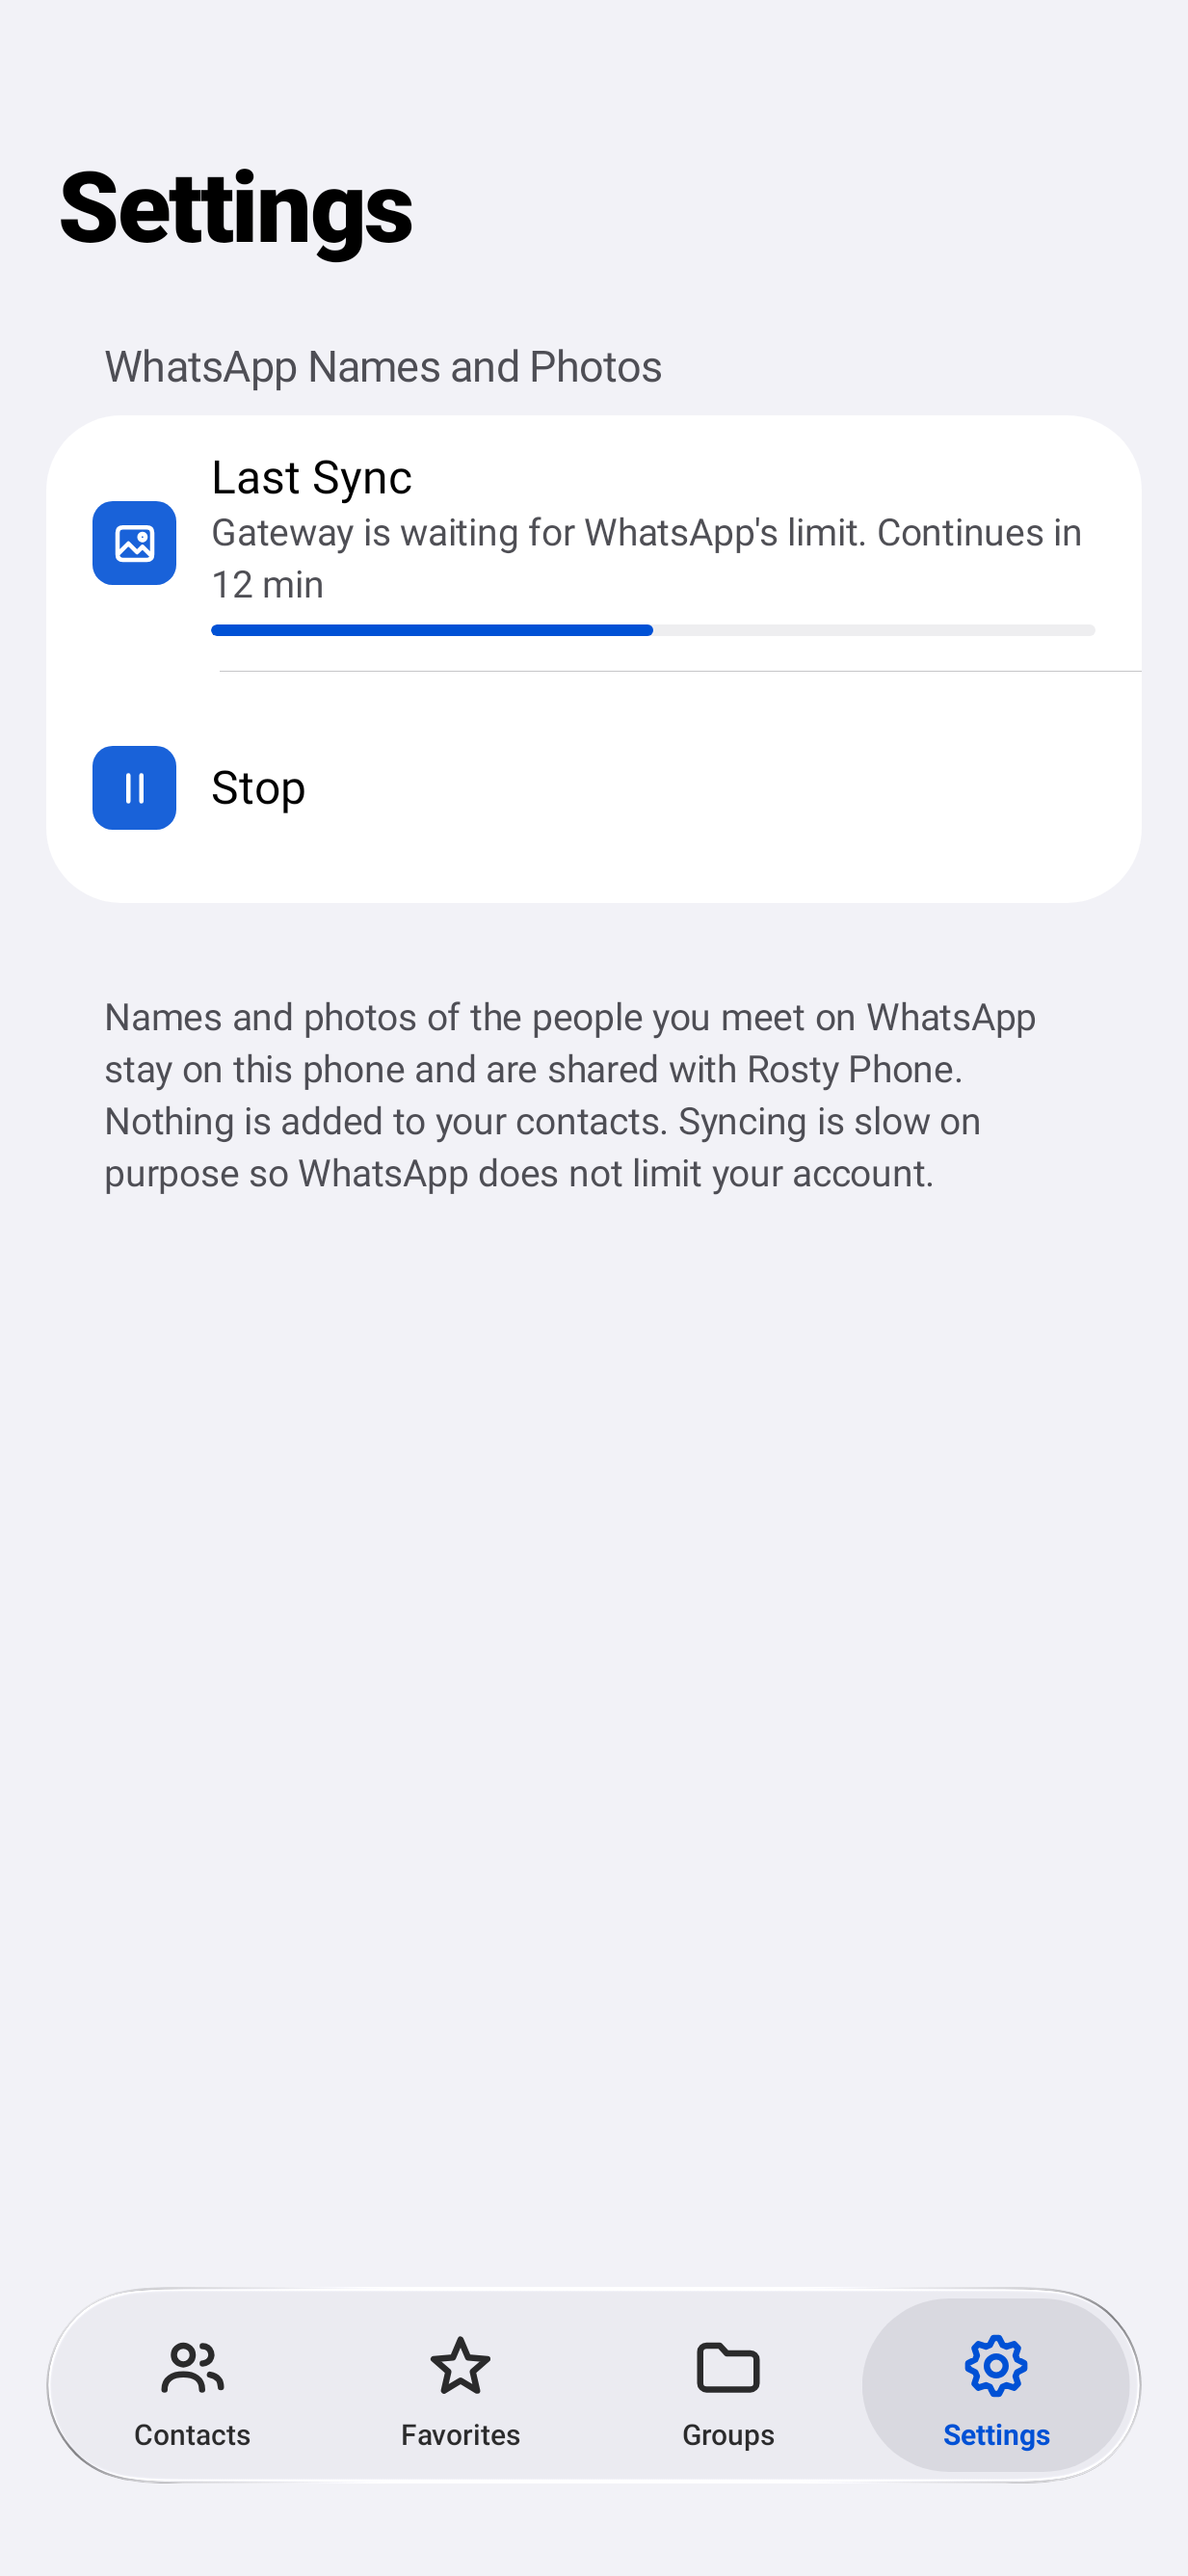 Settings
WhatsApp Names and Photos
Last Sync
Gateway is waiting for WhatsApp's limit. Continues in
12 min
Stop
Names and photos of the people you meet on WhatsApp
stay on this phone and are shared with Rosty Phone.
Nothing is added to your contacts. Syncing is slow on
purpose so WhatsApp does not limit your account.
Contacts
Favorites
Groups
Settings